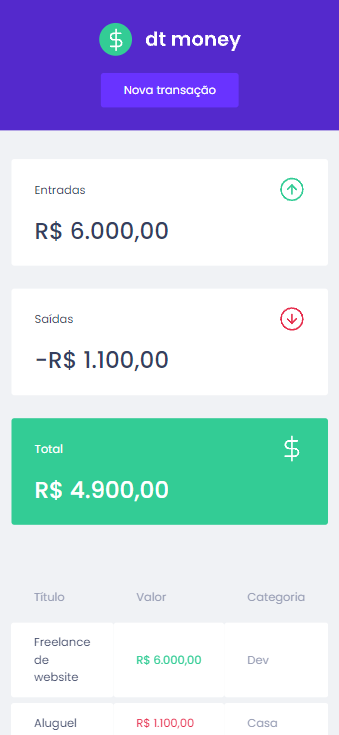 $ dt money
Nova transação
Entradas
R$ 6.000,00
Saídas
-R$ 1.100,00
Total
$
R$ 4.900,00
Título Valor Categoria
Freelance
de
website
R$ 6.000,00 Dev
Aluguel R$ 1.100,00 Casa